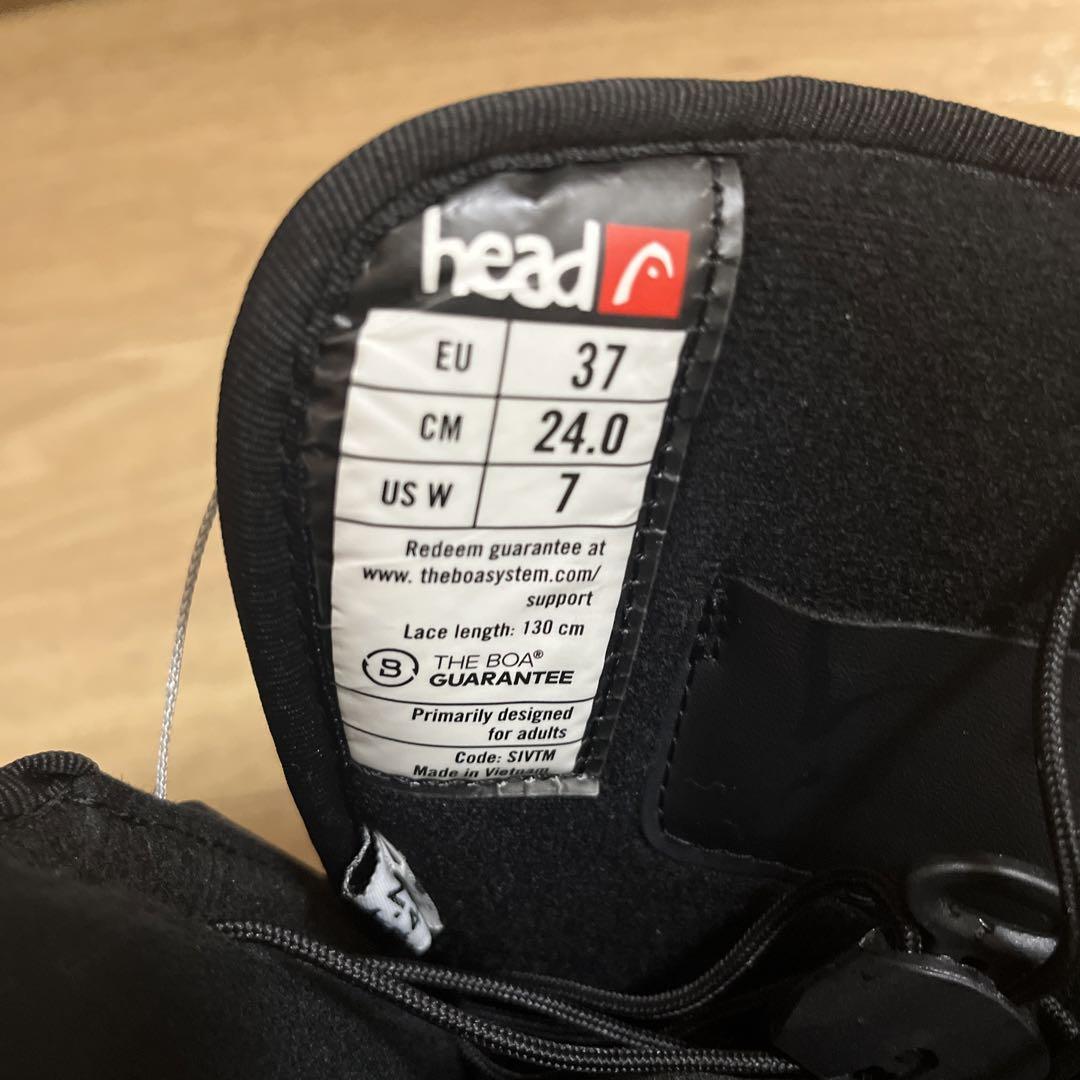 head
EU 37
CM 24.0
US W 7
Redeem guarantee at
www. theboasystem.com/
support
Lace length: 130 cm
B THE BOA®
GUARANTEE
Primarily designed
for adults
Code: SIVTM
Made in Vietnam